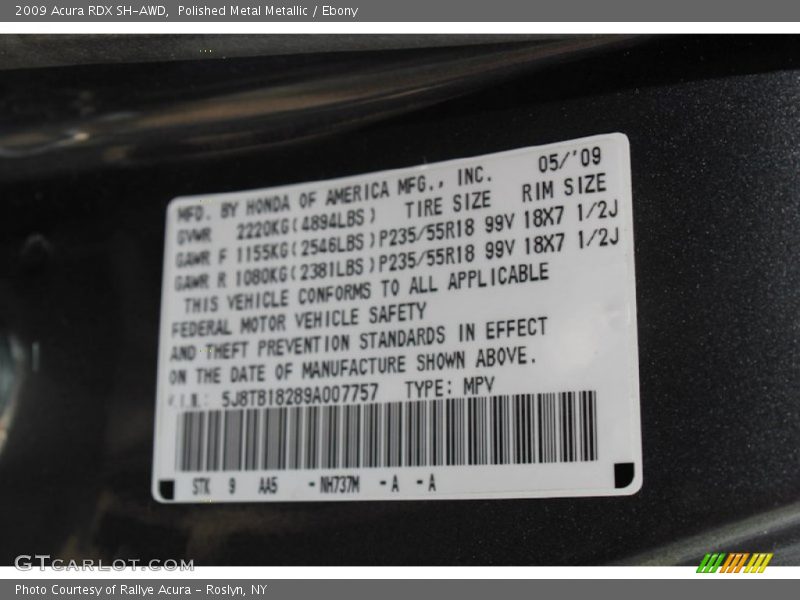 2009 Acura RDX SH-AWD, Polished Metal Metallic / Ebony
MFD. BY HONDA OF AMERICA MFG., INC. 05/'09
GVWR 2220KG(4894LBS) TIRE SIZE RIM SIZE
GAWR F 1155KG(2546LBS)P235/55R18 99V 18X7 1/2J
GAWR R 1080KG(2381LBS)P235/55R18 99V 18X7 1/2J
THIS VEHICLE CONFORMS TO ALL APPLICABLE
FEDERAL MOTOR VEHICLE SAFETY
AND THEFT PREVENTION STANDARDS IN EFFECT
ON THE DATE OF MANUFACTURE SHOWN ABOVE.
V.I.N.: 5J8TB18289A007757 TYPE: MPV
STK 9 AA5 -NH737M -A -A
GTCARLOT.COM
Photo Courtesy of Rallye Acura - Roslyn, NY